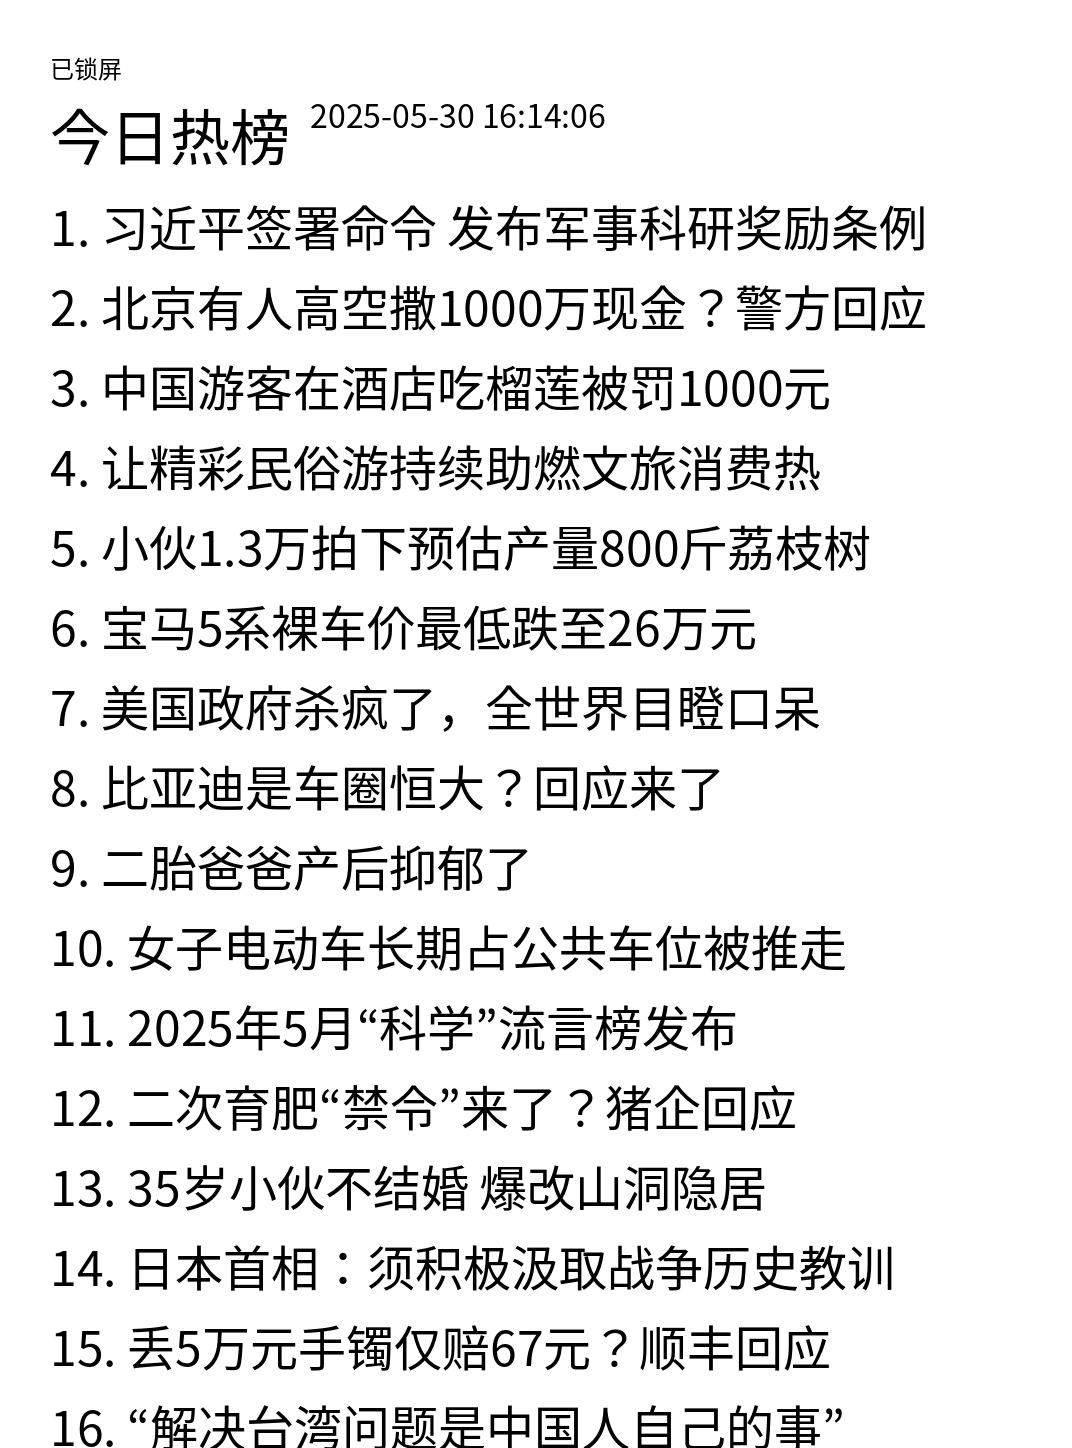 已锁屏
今日热榜 2025-05-30 16:14:06
1. 习近平签署命令 发布军事科研奖励条例
2. 北京有人高空撒1000万现金？警方回应
3. 中国游客在酒店吃榴莲被罚1000元
4. 让精彩民俗游持续助燃文旅消费热
5. 小伙1.3万拍下预估产量800斤荔枝树
6. 宝马5系裸车价最低跌至26万元
7. 美国政府杀疯了，全世界目瞪口呆
8. 比亚迪是车圈恒大？回应来了
9. 二胎爸爸产后抑郁了
10. 女子电动车长期占公共车位被推走
11. 2025年5月“科学”流言榜发布
12. 二次育肥“禁令”来了？猪企回应
13. 35岁小伙不结婚 爆改山洞隐居
14. 日本首相：须积极汲取战争历史教训
15. 丢5万元手镯仅赔67元？顺丰回应
16. “解决台湾问题是中国人自己的事”